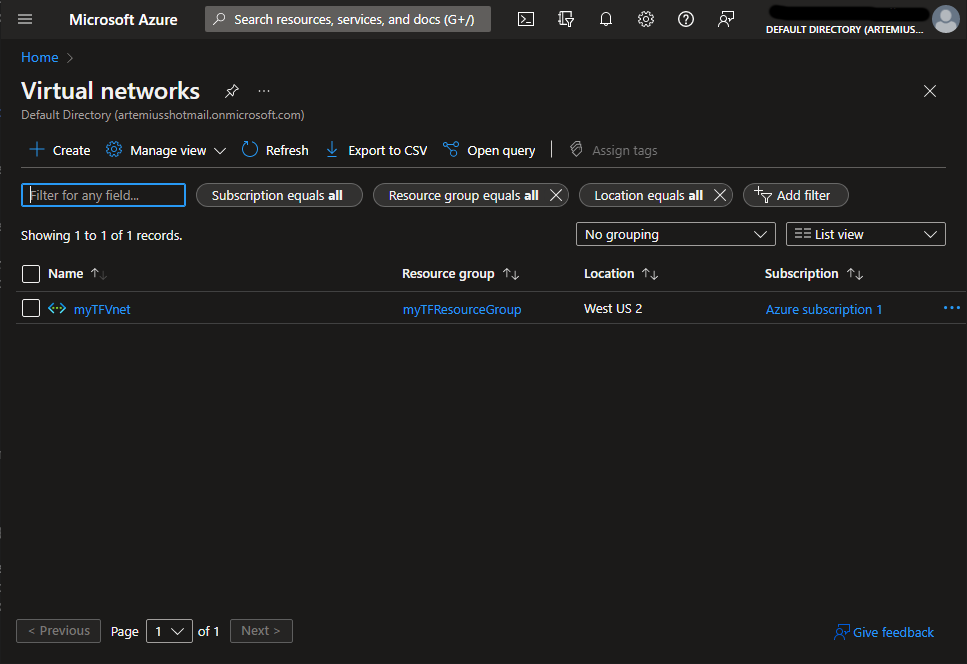 Microsoft Azure
Search resources, services, and docs (G+/)
DEFAULT DIRECTORY (ARTEMIUS...
Home
Virtual networks
Default Directory (artemiusshotmail.onmicrosoft.com)
Create Manage view Refresh Export to CSV Open query Assign tags
Filter for any field... Subscription equals all Resource group equals all Location equals all Add filter
Showing 1 to 1 of 1 records. No grouping List view
Name Resource group Location Subscription
myTFVnet myTFResourceGroup West US 2 Azure subscription 1
< Previous Page 1 of 1 Next > Give feedback